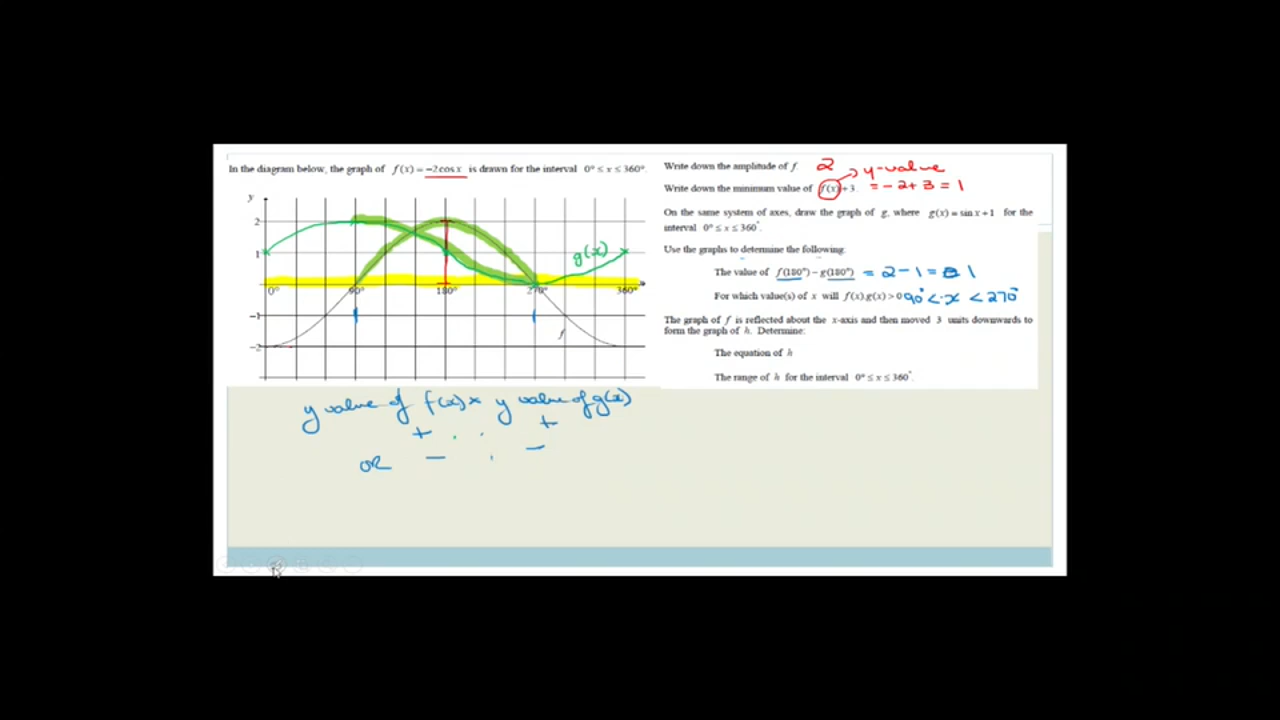 In the diagram below, the graph of f(x) = −2cos x is drawn for the interval 0° ≤ x ≤ 360°.
y
2
1
0° 90° 180° 270° 360°
−1
−2
g(x)
f
y value of f(x) × y value of g(x)
+ +
OR − −
Write down the amplitude of f. 2
y-value
Write down the minimum value of f(x)+3. = −2+3 = 1
On the same system of axes, draw the graph of g, where g(x) = sin x +1 for the
interval 0° ≤ x ≤ 360°.
Use the graphs to determine the following:
The value of f(180°) − g(180°) = 2 − 1 = 1
For which value(s) of x will f(x).g(x) > 0 90° < x < 270°
The graph of f is reflected about the x-axis and then moved 3 units downwards to
form the graph of h. Determine:
The equation of h
The range of h for the interval 0° ≤ x ≤ 360°.